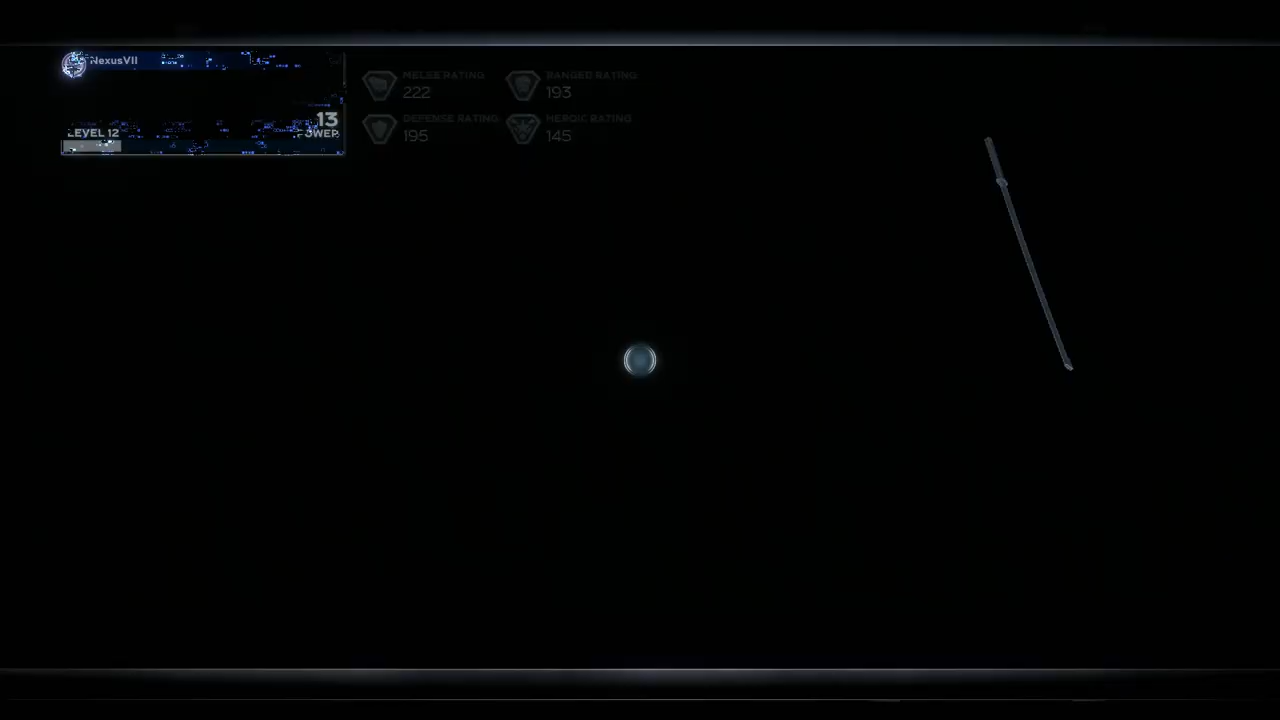 NexusVII
MELEE RATING
222
RANGED RATING
193
13
POWER
LEVEL 12
DEFENSE RATING
195
HEROIC RATING
145